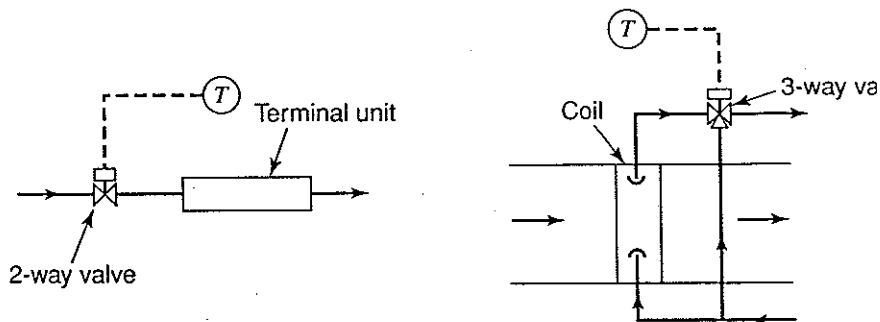 T
Terminal unit
2-way valve
T
3-way va
Coil